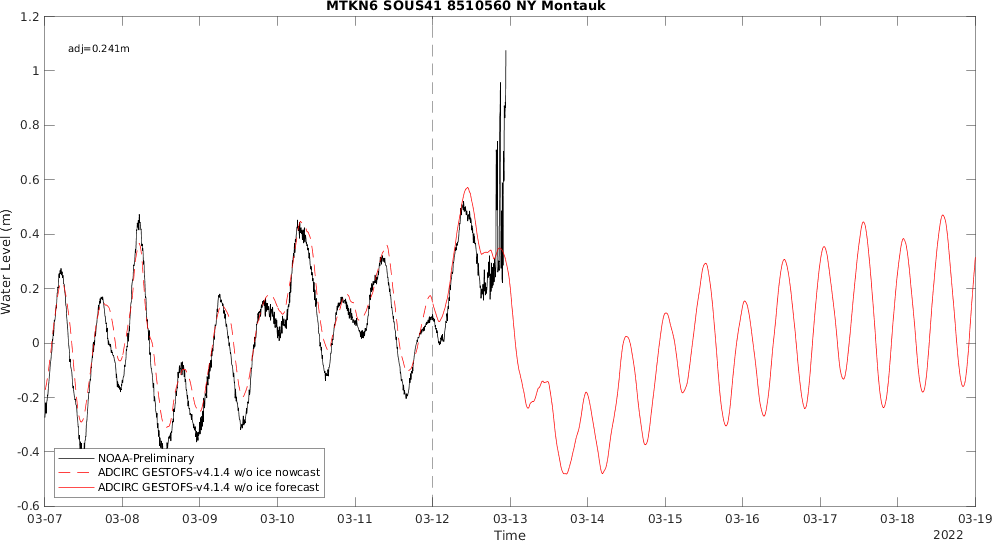 MTKN6 SOUS41 8510560 NY Montauk
1.2
adj=0.241m
1
0.8
0.6
0.4
0.2
0
-0.2
-0.4
-0.6
Water Level (m)
NOAA-Preliminary
ADCIRC GESTOFS-v4.1.4 w/o ice nowcast
ADCIRC GESTOFS-v4.1.4 w/o ice forecast
03-07 03-08 03-09 03-10 03-11 03-12 03-13 03-14 03-15 03-16 03-17 03-18 03-19
Time
2022